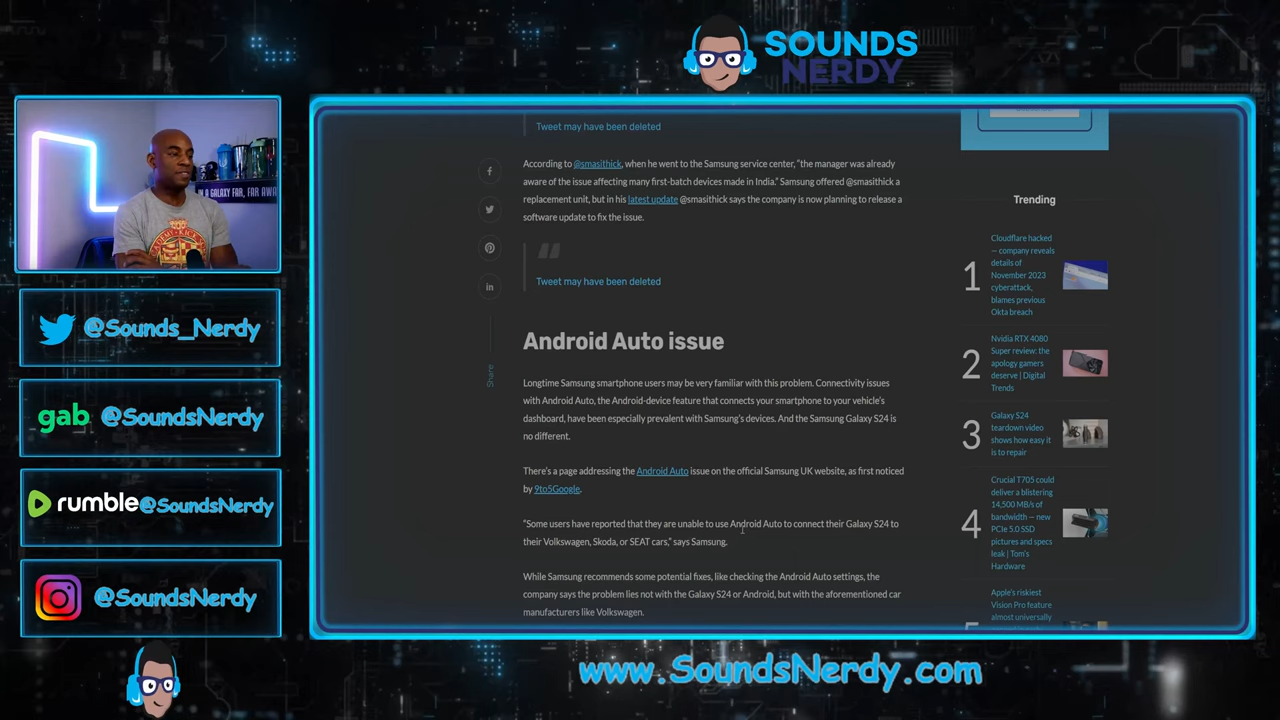 SOUNDS
NERDY
IN A GALAXY FAR, FAR AWA
@Sounds_Nerdy
gab @SoundsNerdy
rumble @SoundsNerdy
@SoundsNerdy
Tweet may have been deleted
According to @smasithick, when he went to the Samsung service center, “the manager was already
aware of the issue affecting many first-batch devices made in India.” Samsung offered @smasithick a
replacement unit, but in his latest update @smasithick says the company is now planning to release a
software update to fix the issue.
Tweet may have been deleted
Share
Android Auto issue
Longtime Samsung smartphone users may be very familiar with this problem. Connectivity issues
with Android Auto, the Android-device feature that connects your smartphone to your vehicle's
dashboard, have been especially prevalent with Samsung's devices. And the Samsung Galaxy S24 is
no different.
There's a page addressing the Android Auto issue on the official Samsung UK website, as first noticed
by 9to5Google.
“Some users have reported that they are unable to use Android Auto to connect their Galaxy S24 to
their Volkswagen, Skoda, or SEAT cars,” says Samsung.
While Samsung recommends some potential fixes, like checking the Android Auto settings, the
company says the problem lies not with the Galaxy S24 or Android, but with the aforementioned car
manufacturers like Volkswagen.
Trending
1
Cloudflare hacked
— company reveals
details of
November 2023
cyberattack,
blames previous
Okta breach
2
Nvidia RTX 4080
Super review: the
apology gamers
deserve | Digital
Trends
3
Galaxy S24
teardown video
shows how easy it
is to repair
4
Crucial T705 could
deliver a blistering
14,500 MB/s of
bandwidth — new
PCIe 5.0 SSD
pictures and specs
leak | Tom's
Hardware
Apple's riskiest
Vision Pro feature
almost universally
www.SoundsNerdy.com